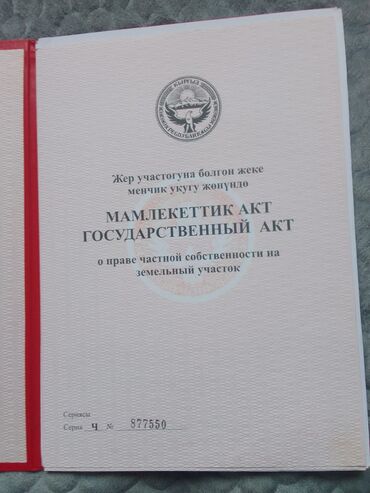 Жер участогуна болгон жеке
менчик укугу жөнүндө
МАМЛЕКЕТТИК АКТ
ГОСУДАРСТВЕННЫЙ АКТ
о праве частной собственности на
земельный участок
Сериясы
Серия Ч № 877550